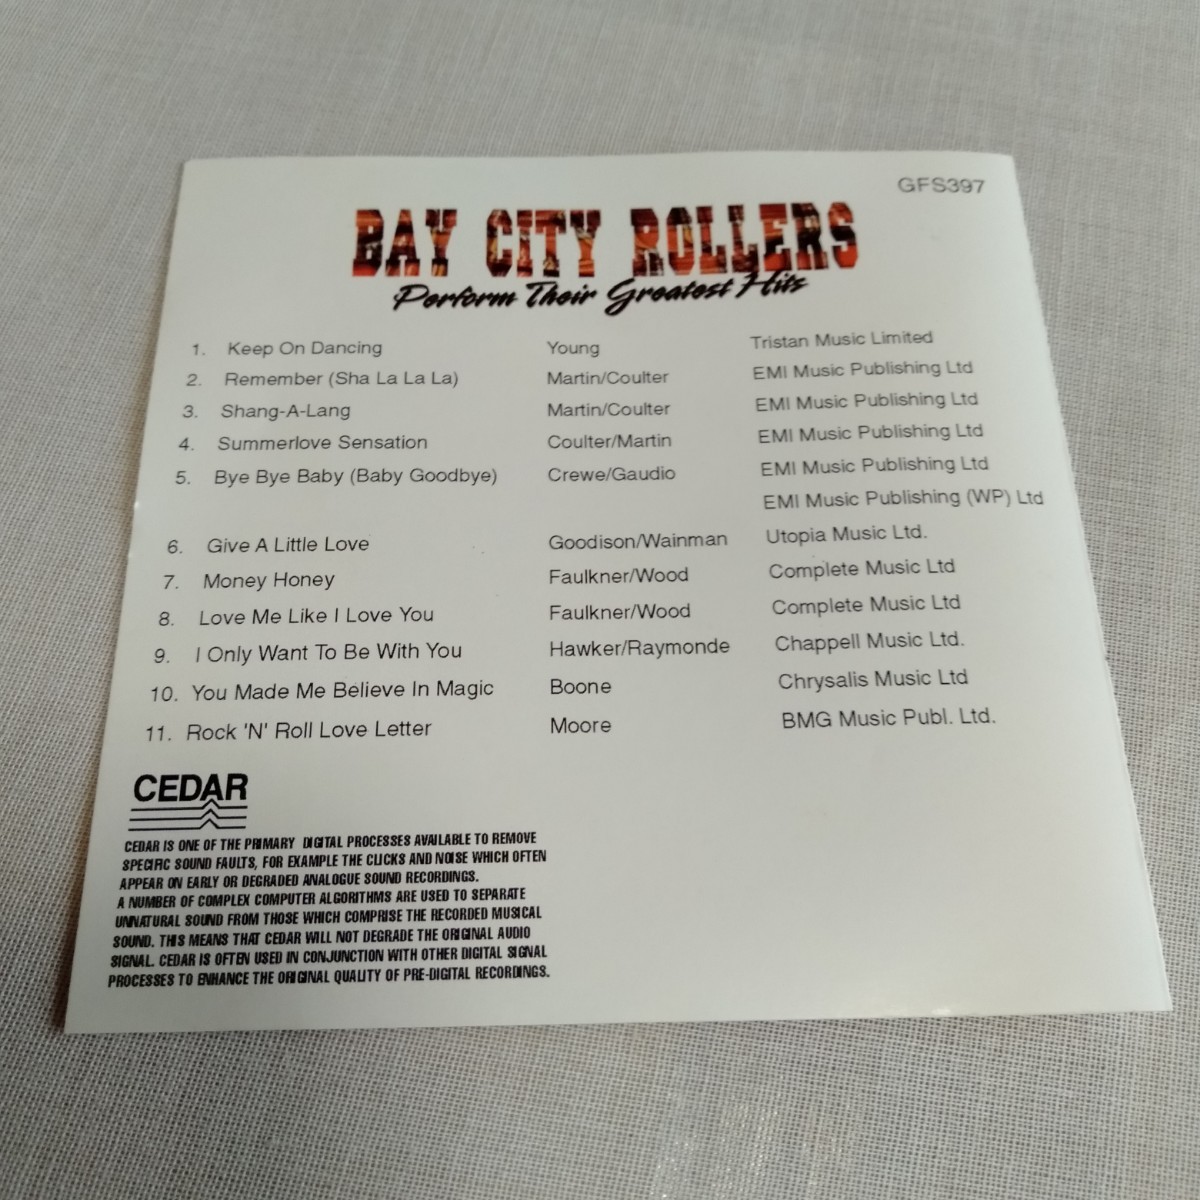 GFS397
BAY CITY ROLLERS
Perform Their Greatest Hits
1. Keep On Dancing Young Tristan Music Limited
2. Remember (Sha La La La) Martin/Coulter EMI Music Publishing Ltd
3. Shang-A-Lang Martin/Coulter EMI Music Publishing Ltd
4. Summerlove Sensation Coulter/Martin EMI Music Publishing Ltd
5. Bye Bye Baby (Baby Goodbye) Crewe/Gaudio EMI Music Publishing Ltd
EMI Music Publishing (WP) Ltd
6. Give A Little Love Goodison/Wainman Utopia Music Ltd.
7. Money Honey Faulkner/Wood Complete Music Ltd
8. Love Me Like I Love You Faulkner/Wood Complete Music Ltd
9. I Only Want To Be With You Hawker/Raymonde Chappell Music Ltd.
10. You Made Me Believe In Magic Boone Chrysalis Music Ltd
11. Rock 'N' Roll Love Letter Moore BMG Music Publ. Ltd.
CEDAR
CEDAR IS ONE OF THE PRIMARY DIGITAL PROCESSES AVAILABLE TO REMOVE
SPECIFIC SOUND FAULTS, FOR EXAMPLE THE CLICKS AND NOISE WHICH OFTEN
APPEAR ON EARLY OR DEGRADED ANALOGUE SOUND RECORDINGS.
A NUMBER OF COMPLEX COMPUTER ALGORITHMS ARE USED TO SEPARATE
UNNATURAL SOUND FROM THOSE WHICH COMPRISE THE RECORDED MUSICAL
SOUND. THIS MEANS THAT CEDAR WILL NOT DEGRADE THE ORIGINAL AUDIO
SIGNAL. CEDAR IS OFTEN USED IN CONJUNCTION WITH OTHER DIGITAL SIGNAL
PROCESSES TO ENHANCE THE ORIGINAL QUALITY OF PRE-DIGITAL RECORDINGS.